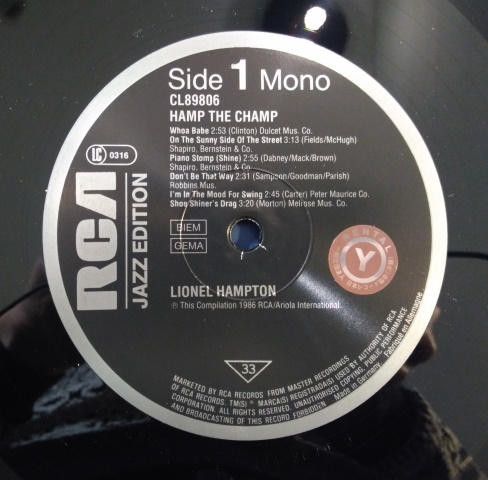 Side 1 Mono
CL89806
HAMP THE CHAMP
Whoa Babe 2:53 (Clinton) Dulcet Mus. Co.
On The Sunny Side Of The Street 3:13 (Fields/McHugh)
Shapiro, Bernstein & Co.
Piano Stomp (Shine) 2:55 (Dabney/Mack/Brown)
Shapiro, Bernstein & Co.
Don't Be That Way 2:31 (Sampson/Goodman/Parish)
Robbins Mus.
I'm In The Mood For Swing 2:45 (Carter) Peter Maurice Co.
Shoe Shiner's Drag 3:20 (Morton) Melrose Mus. Co.
LC 0316
RCA
JAZZ EDITION
BIEM
GEMA
RENTAL
Y
LIONEL HAMPTON
℗ This Compilation 1986 RCA/Ariola International
33
MARKETED BY RCA RECORDS FROM MASTER RECORDINGS
OF RCA RECORDS. TM(S) ® MARCA(S) REGISTRADA(S) USED BY AUTHORITY OF RCA
CORPORATION. ALL RIGHTS RESERVED. UNAUTHORISED COPYING, PUBLIC PERFORMANCE
AND BROADCASTING OF THIS RECORD FORBIDDEN
Made in Germany. Fabriqué en Allemagne